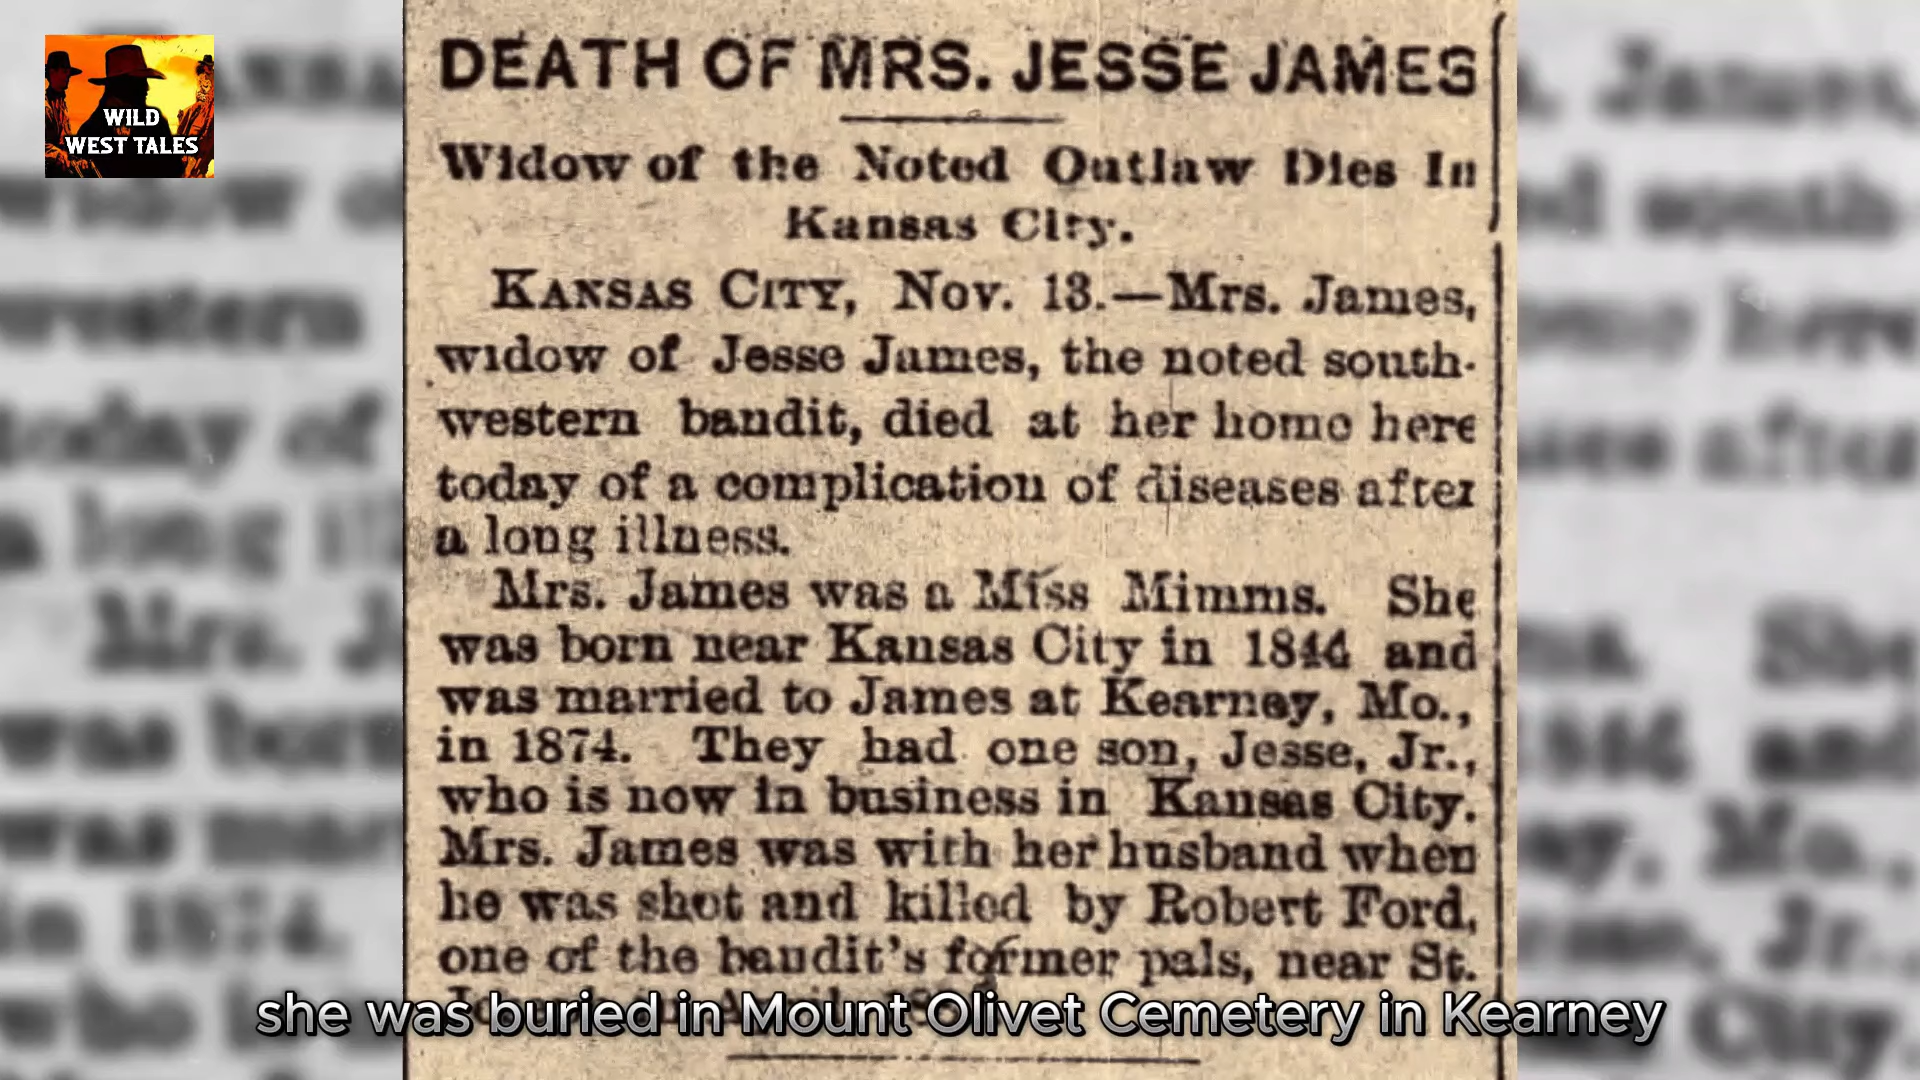 WILD
WEST TALES
DEATH OF MRS. JESSE JAMES
Widow of the Noted Outlaw Dies In
Kansas City.
KANSAS CITY, Nov. 13.—Mrs. James,
widow of Jesse James, the noted south-
western bandit, died at her home here
today of a complication of diseases after
a long illness.
Mrs. James was a Miss Mimms. She
was born near Kansas City in 1844 and
was married to James at Kearney, Mo.,
in 1874. They had one son, Jesse, Jr.,
who is now in business in Kansas City.
Mrs. James was with her husband when
he was shot and killed by Robert Ford,
one of the bandit's former pals, near St.
she was buried in Mount Olivet Cemetery in Kearney